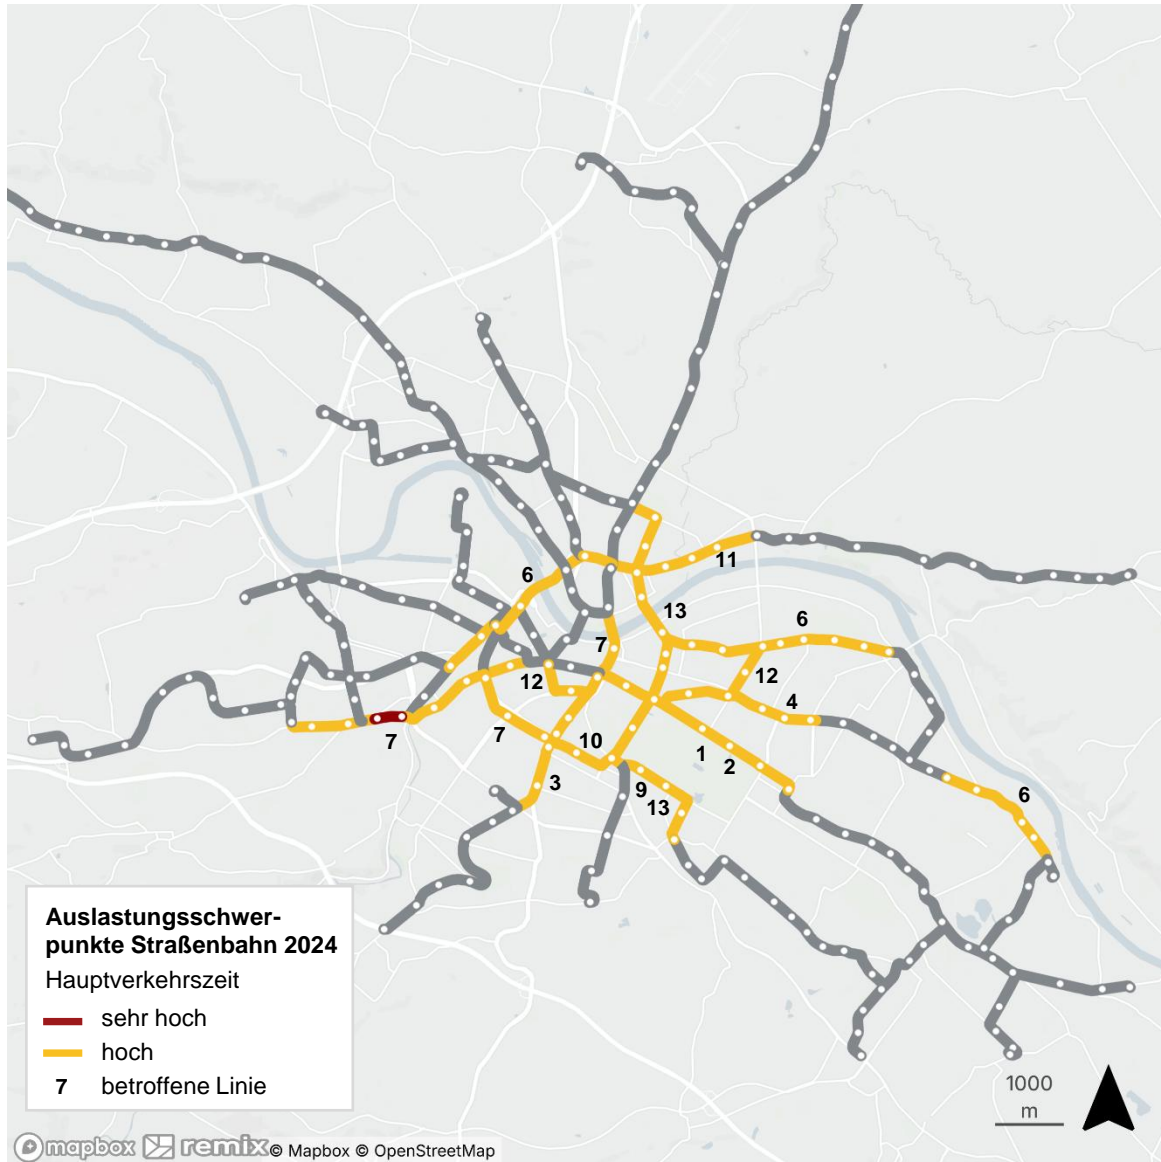 6
11
13
6
7
12
12
4
7
7
10
1
2
3
9
13
6
Auslastungsschwer-
punkte Straßenbahn 2024
Hauptverkehrszeit
sehr hoch
hoch
7 betroffene Linie
1000
m
mapbox remix © Mapbox © OpenStreetMap